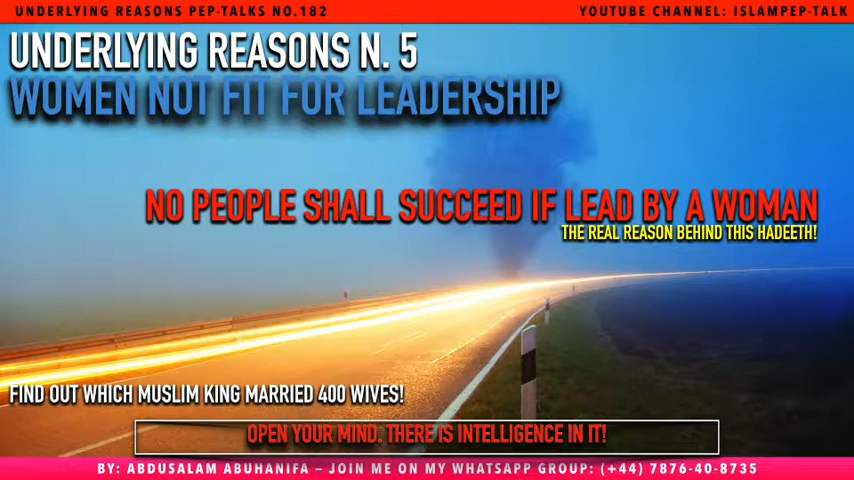 UNDERLYING REASONS PEP-TALKS NO.182
YOUTUBE CHANNEL: ISLAMPEP-TALK
UNDERLYING REASONS N. 5
WOMEN NOT FIT FOR LEADERSHIP
NO PEOPLE SHALL SUCCEED IF LEAD BY A WOMAN
THE REAL REASON BEHIND THIS HADEETH!
FIND OUT WHICH MUSLIM KING MARRIED 400 WIVES!
OPEN YOUR MIND: THERE IS INTELLIGENCE IN IT!
BY: ABDUSALAM ABUHANIFA – JOIN ME ON MY WHATSAPP GROUP: (+44) 7876-40-8735